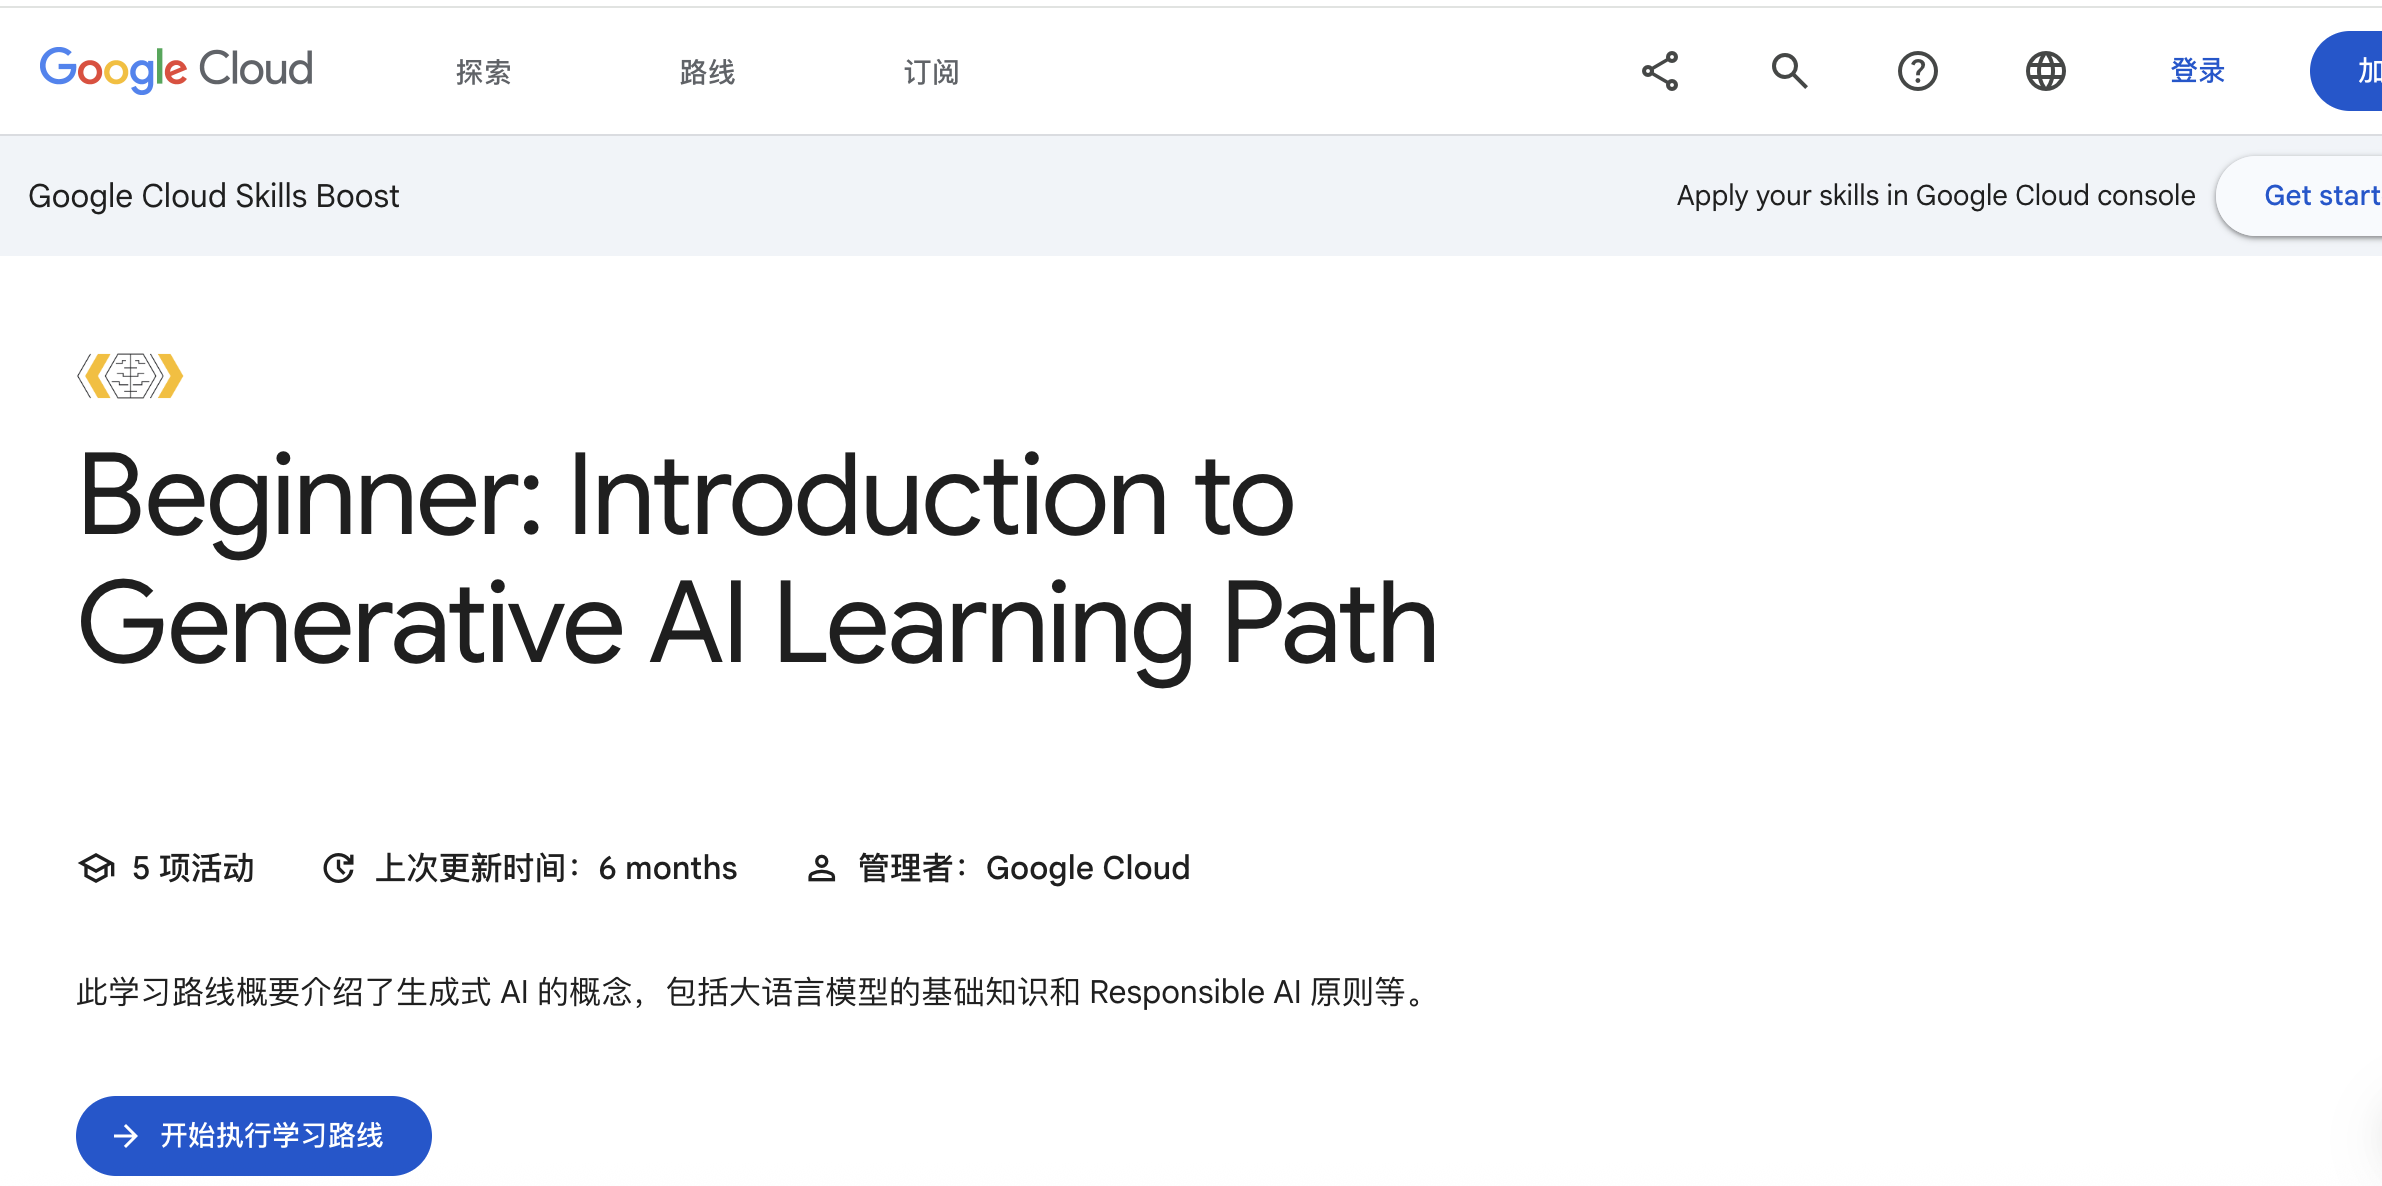 Google Cloud 探索 路线 订阅 登录 加
Google Cloud Skills Boost Apply your skills in Google Cloud console Get start
Beginner: Introduction to
Generative AI Learning Path
5 项活动 上次更新时间：6 months 管理者：Google Cloud
此学习路线概要介绍了生成式 AI 的概念，包括大语言模型的基础知识和 Responsible AI 原则等。
开始执行学习路线